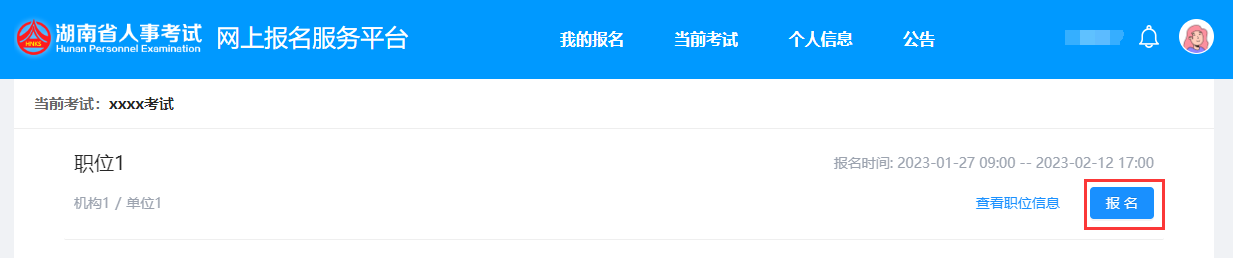 湖南省人事考试
Hunan Personnel Examination
HNKS
网上报名服务平台
我的报名 当前考试 个人信息 公告
当前考试：xxxx考试
职位1
报名时间: 2023-01-27 09:00 -- 2023-02-12 17:00
机构1 / 单位1
查看职位信息
报 名